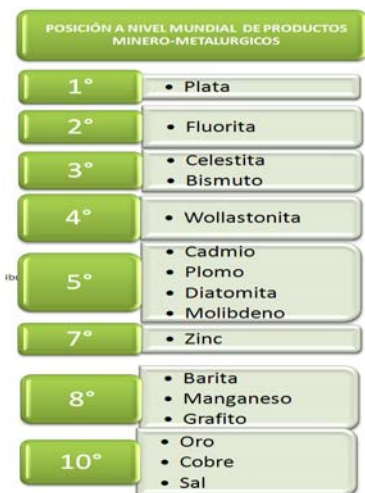 POSICIÓN A NIVEL MUNDIAL DE PRODUCTOS
MINERO-METALURGICOS
1°
• Plata
2°
• Fluorita
3°
• Celestita
• Bismuto
4°
• Wollastonita
5°
• Cadmio
• Plomo
• Diatomita
• Molibdeno
7°
• Zinc
8°
• Barita
• Manganeso
• Grafito
10°
• Oro
• Cobre
• Sal